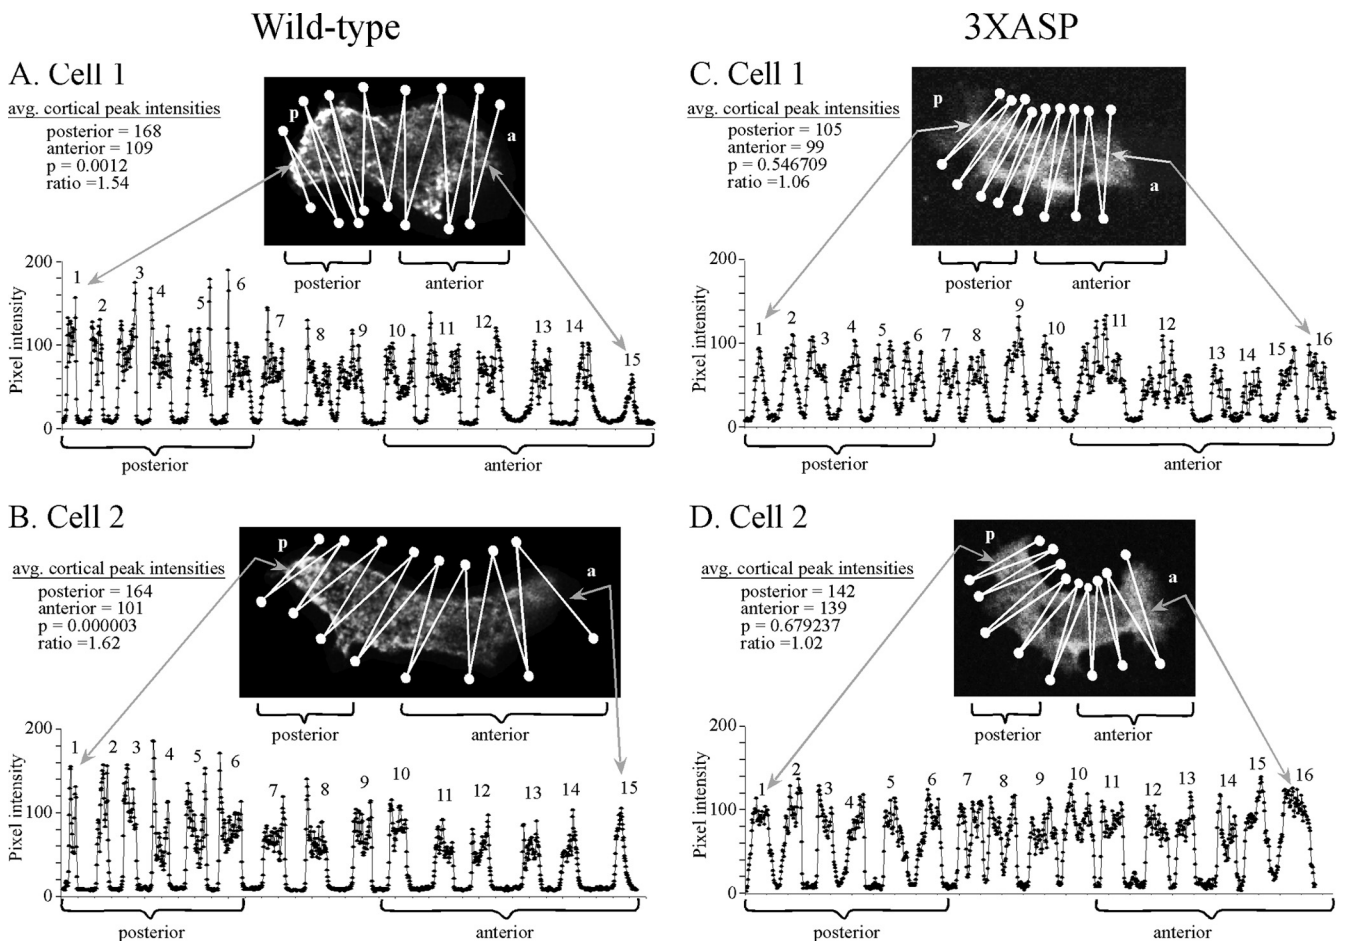 Wild-type
3XASP
A. Cell 1
avg. cortical peak intensities
posterior = 168
anterior = 109
p = 0.0012
ratio =1.54
p
a
posterior
anterior
Pixel intensity
200
100
0
1
2
3
4
5
6
7
8
9
10
11
12
13
14
15
posterior
anterior
C. Cell 1
avg. cortical peak intensities
posterior = 105
anterior = 99
p = 0.546709
ratio =1.06
p
a
posterior
anterior
Pixel intensity
200
100
0
1
2
3
4
5
6
7
8
9
10
11
12
13
14
15
16
posterior
anterior
B. Cell 2
avg. cortical peak intensities
posterior = 164
anterior = 101
p = 0.000003
ratio =1.62
p
a
posterior
anterior
Pixel intensity
200
100
0
1
2
3
4
5
6
7
8
9
10
11
12
13
14
15
posterior
anterior
D. Cell 2
avg. cortical peak intensities
posterior = 142
anterior = 139
p = 0.679237
ratio =1.02
p
a
posterior
anterior
Pixel intensity
200
100
0
1
2
3
4
5
6
7
8
9
10
11
12
13
14
15
16
posterior
anterior